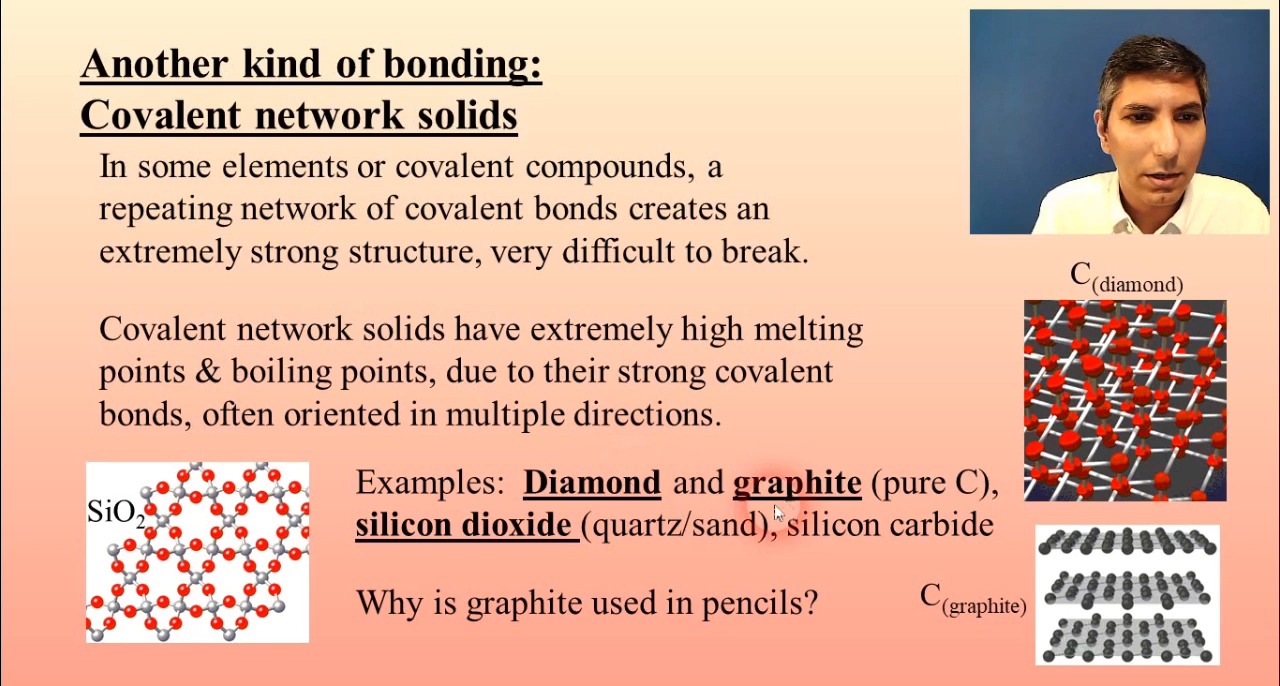 Another kind of bonding:
Covalent network solids
In some elements or covalent compounds, a
repeating network of covalent bonds creates an
extremely strong structure, very difficult to break.
C(diamond)
Covalent network solids have extremely high melting
points & boiling points, due to their strong covalent
bonds, often oriented in multiple directions.
SiO2
Examples: Diamond and graphite (pure C),
silicon dioxide (quartz/sand), silicon carbide
Why is graphite used in pencils?
C(graphite)